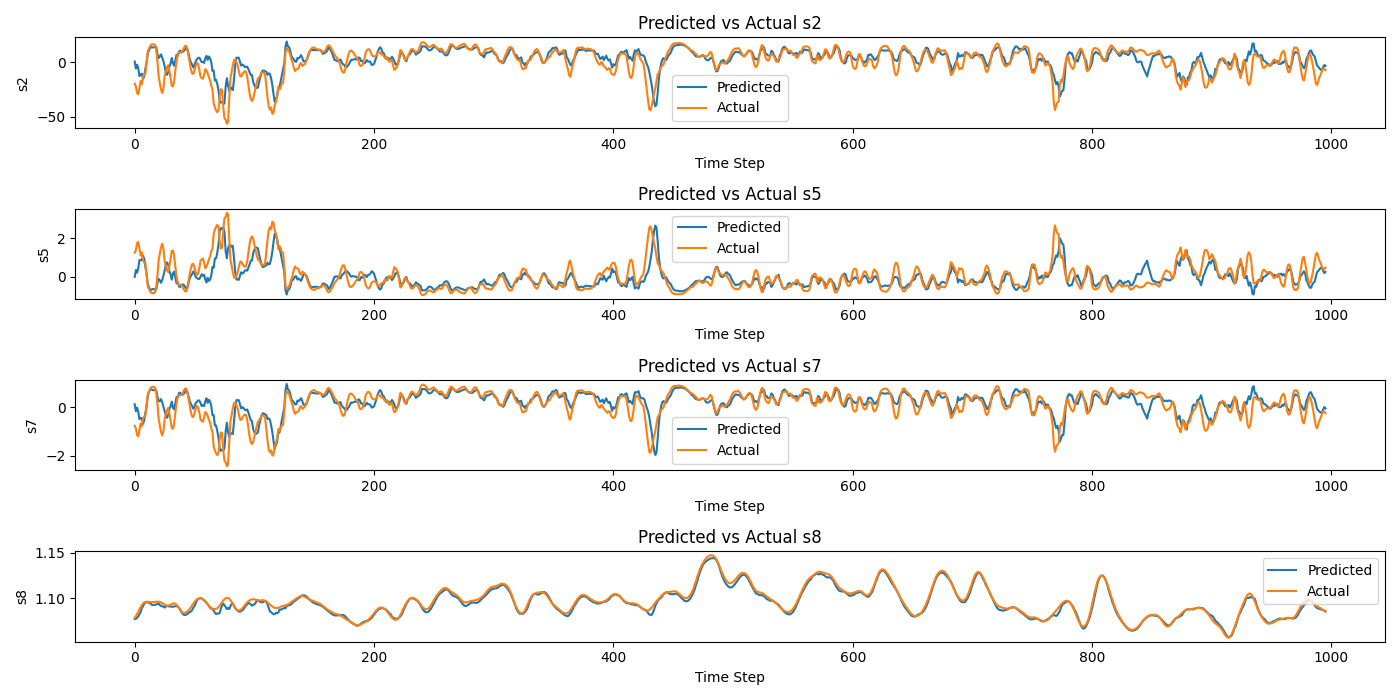 Predicted vs Actual s2
s2
0
−50
Predicted
Actual
0 200 400 600 800 1000
Time Step
Predicted vs Actual s5
s5
2
0
Predicted
Actual
0 200 400 600 800 1000
Time Step
Predicted vs Actual s7
s7
0
−2
Predicted
Actual
0 200 400 600 800 1000
Time Step
Predicted vs Actual s8
s8
1.15
1.10
Predicted
Actual
0 200 400 600 800 1000
Time Step